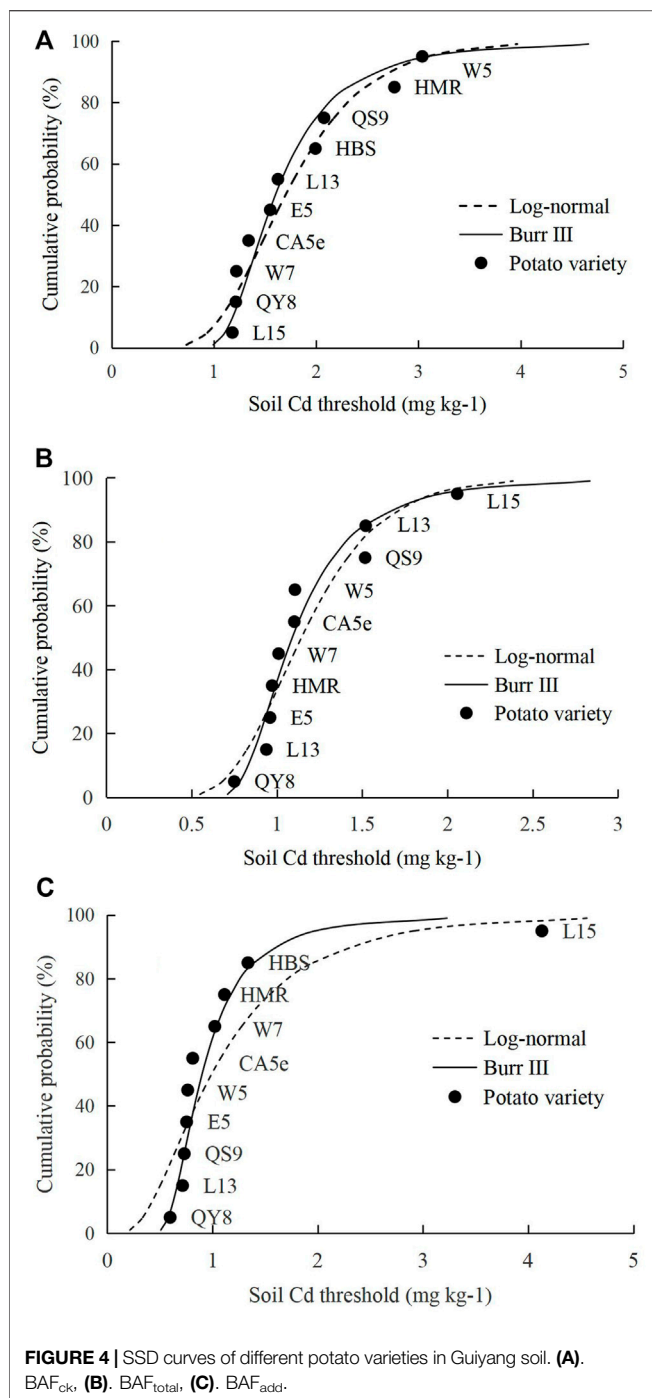 A
100
80
60
40
20
0
Cumulative probability (%)
W5
HMR
QS9
HBS
L13
E5
CA5e
W7
QY8
L15
Log-normal
Burr III
Potato variety
0 1 2 3 4 5
Soil Cd threshold (mg kg-1)
B
100
80
60
40
20
0
Cumulative probability (%)
L15
L13
QS9
W5
CA5e
W7
HMR
E5
L13
QY8
Log-normal
Burr III
Potato variety
0 0.5 1 1.5 2 2.5 3
Soil Cd threshold (mg kg-1)
C
100
80
60
40
20
0
Cumulative probability (%)
L15
HBS
HMR
W7
CA5e
W5
E5
QS9
L13
QY8
Log-normal
Burr III
Potato variety
0 1 2 3 4 5
Soil Cd threshold (mg kg-1)
FIGURE 4 | SSD curves of different potato varieties in Guiyang soil. (A).
BAFck, (B). BAFtotal, (C). BAFadd.